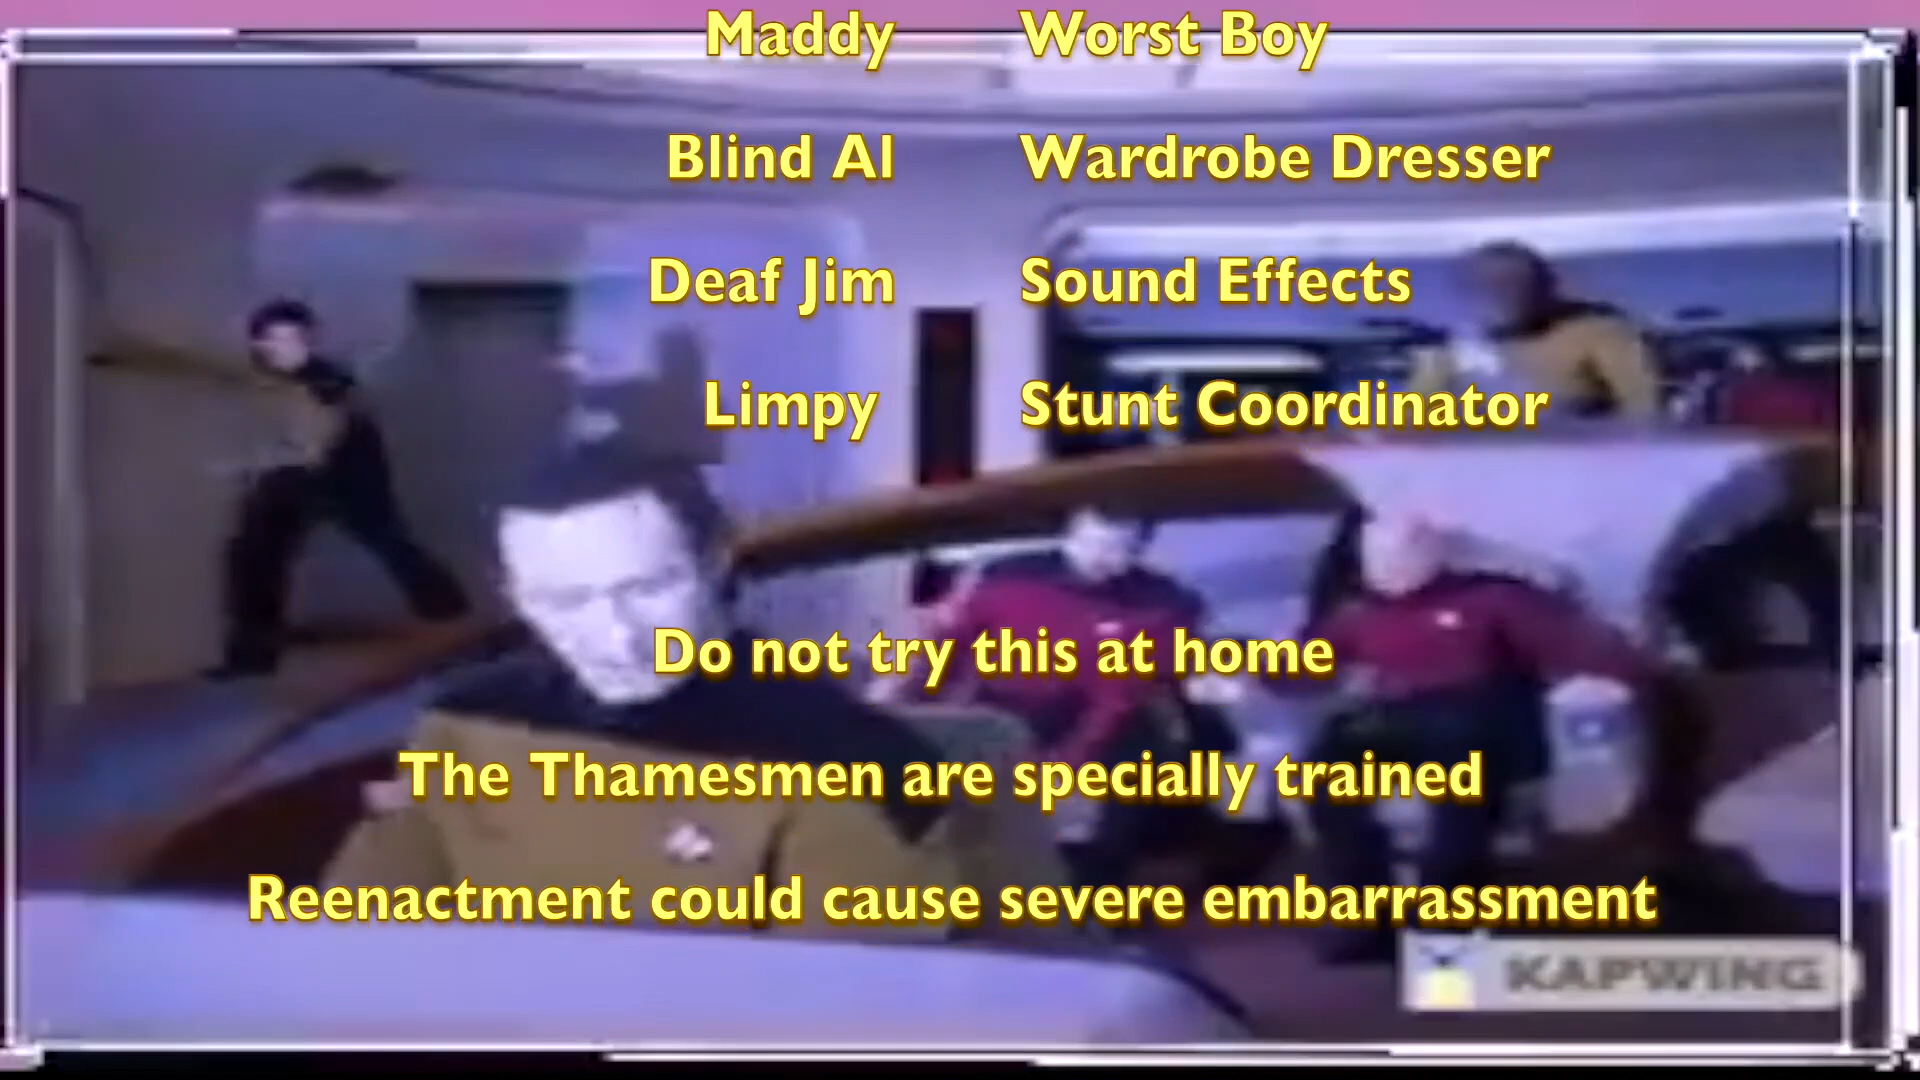 Maddy Worst Boy
Blind Al Wardrobe Dresser
Deaf Jim Sound Effects
Limpy Stunt Coordinator
Do not try this at home
The Thamesmen are specially trained
Reenactment could cause severe embarrassment
KAPWING